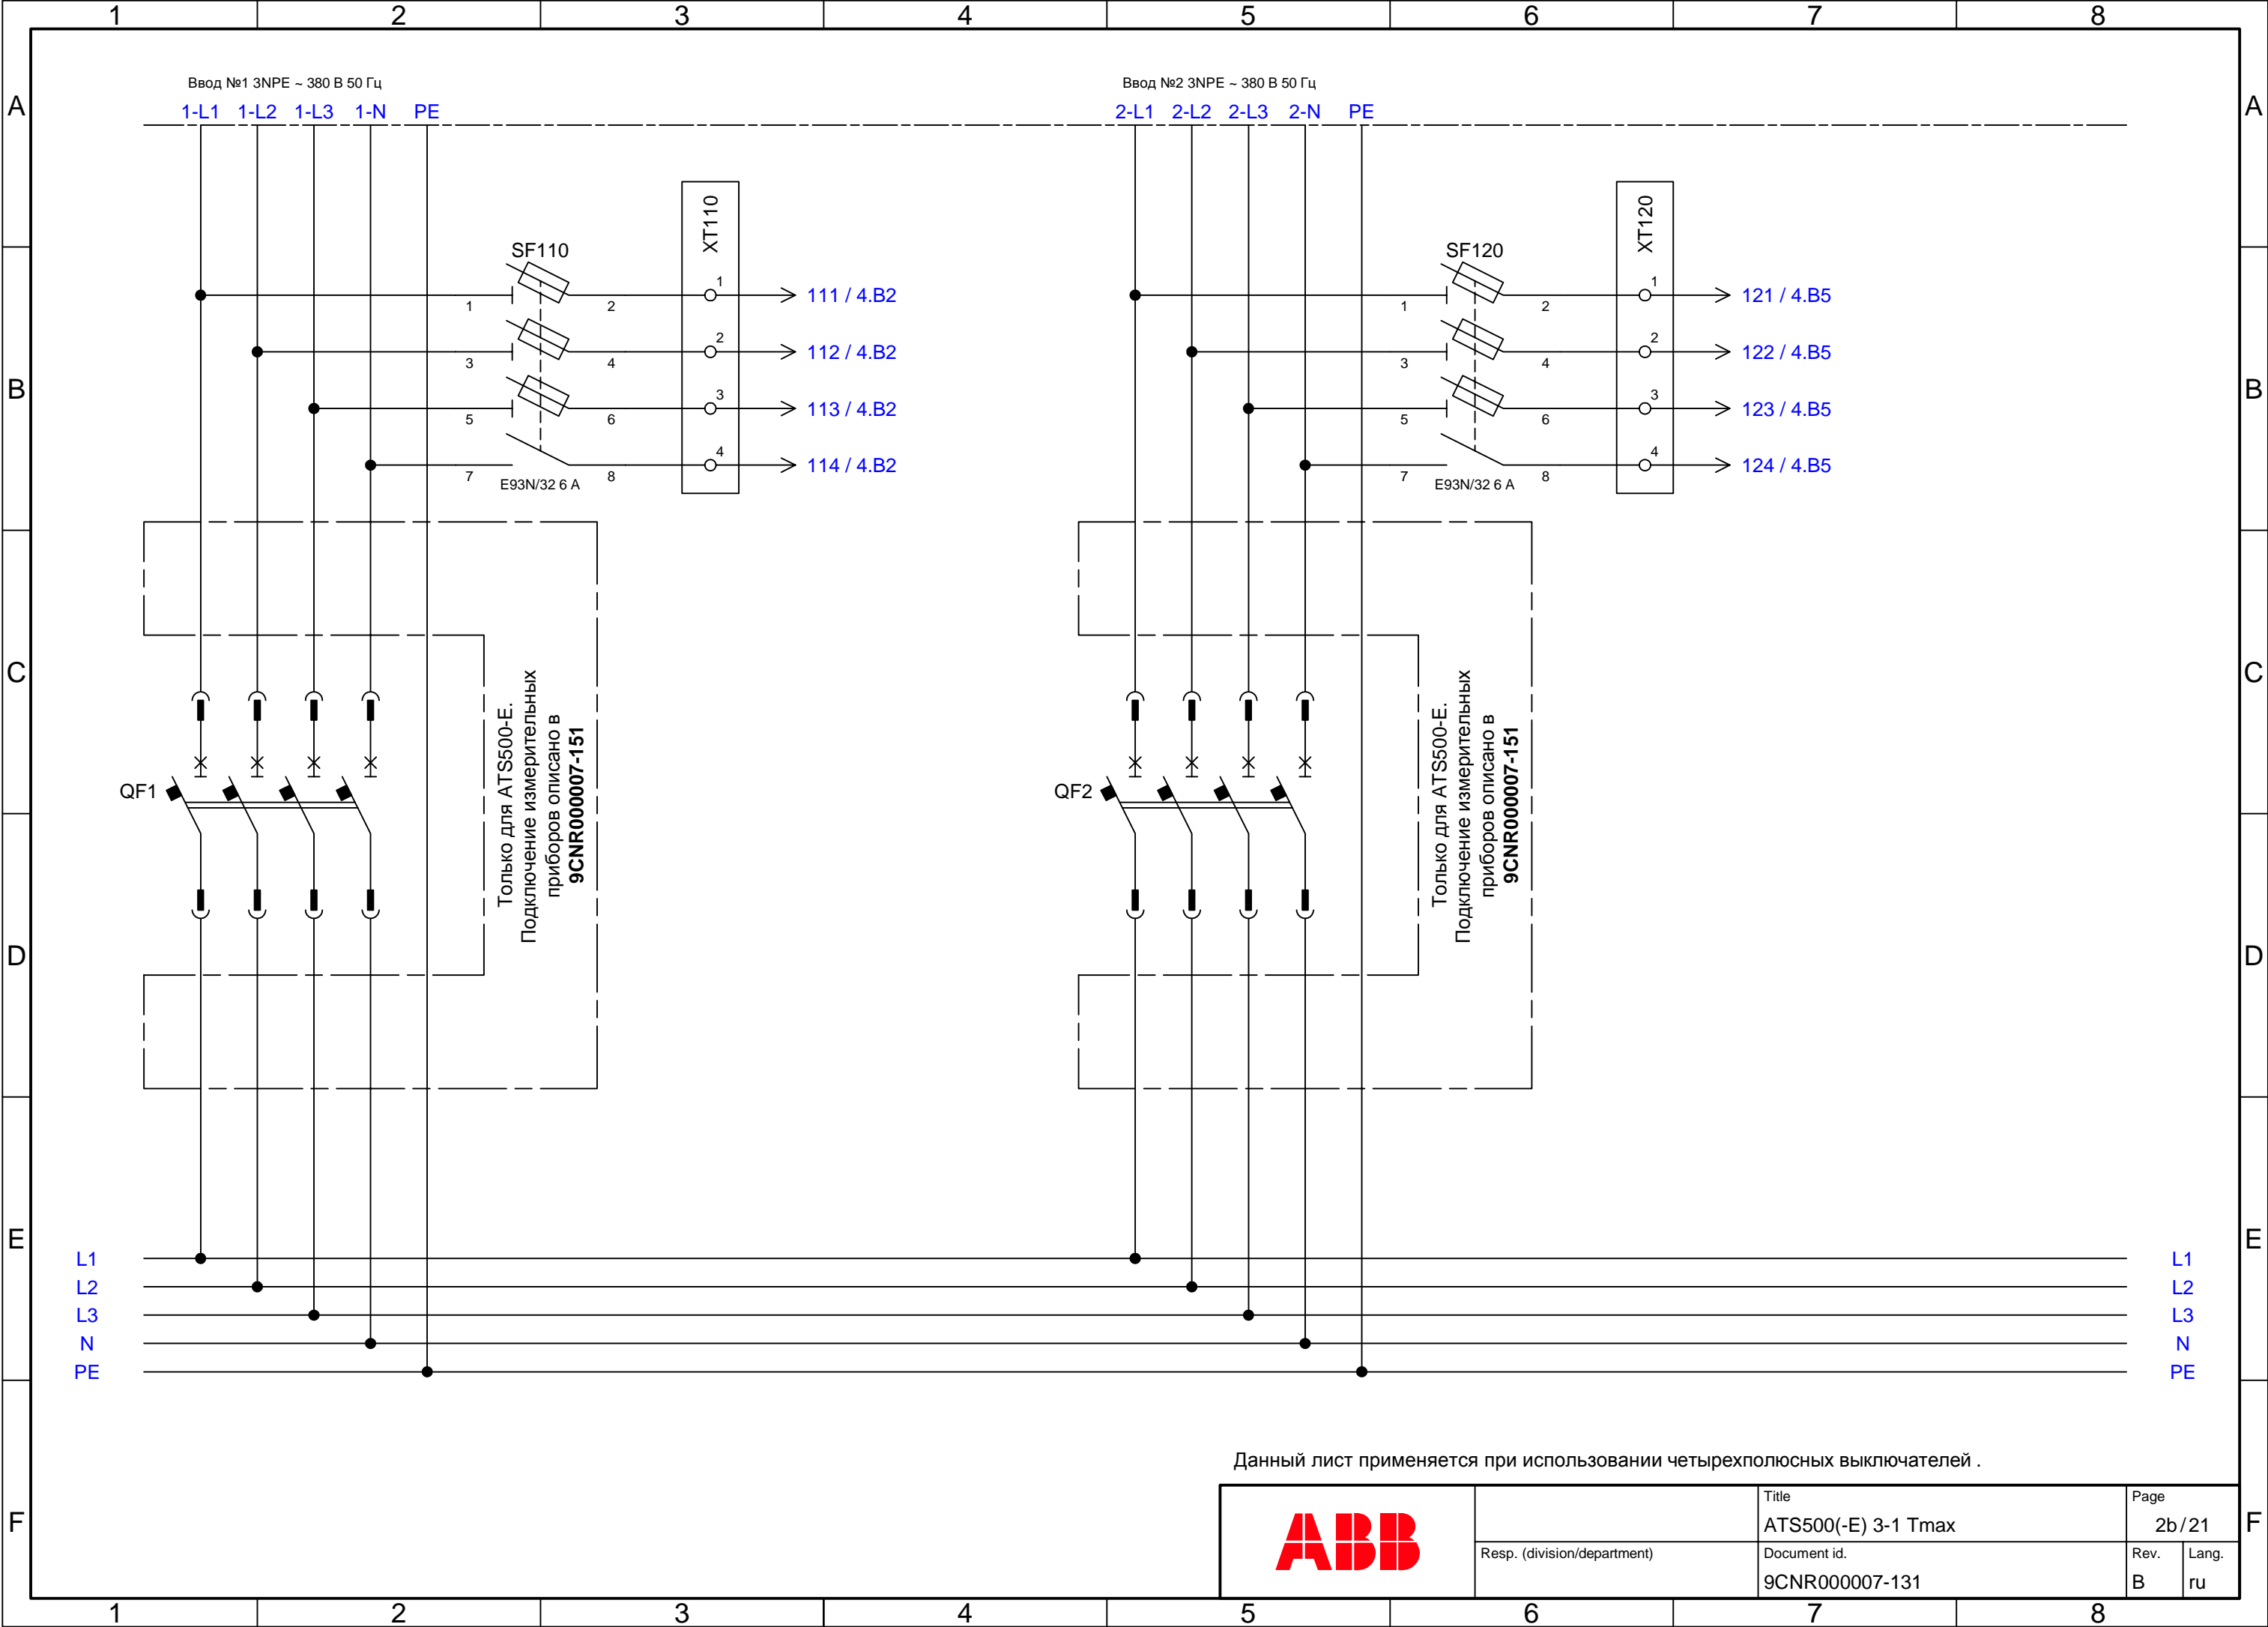 1 2 3 4 5 6 7 8
A A
B B
C C
D D
E E
F F
Ввод №1 3NPE ~ 380 В 50 Гц
1-L1 1-L2 1-L3 1-N PE
Ввод №2 3NPE ~ 380 В 50 Гц
2-L1 2-L2 2-L3 2-N PE
SF110
XT110
1 2 1 111 / 4.B2
3 4 2 112 / 4.B2
5 6 3 113 / 4.B2
7 8 4 114 / 4.B2
E93N/32 6 A
SF120
XT120
1 2 1 121 / 4.B5
3 4 2 122 / 4.B5
5 6 3 123 / 4.B5
7 8 4 124 / 4.B5
E93N/32 6 A
QF1
Только для ATS500-E.
Подключение измерительных
приборов описано в
9CNR000007-151
QF2
Только для ATS500-E.
Подключение измерительных
приборов описано в
9CNR000007-151
L1 L1
L2 L2
L3 L3
N N
PE PE
Данный лист применяется при использовании четырехполюсных выключателей .
ABB
Resp. (division/department)
Title
ATS500(-E) 3-1 Tmax
Document id.
9CNR000007-131
Page
2b/21
Rev. Lang.
B ru
1 2 3 4 5 6 7 8